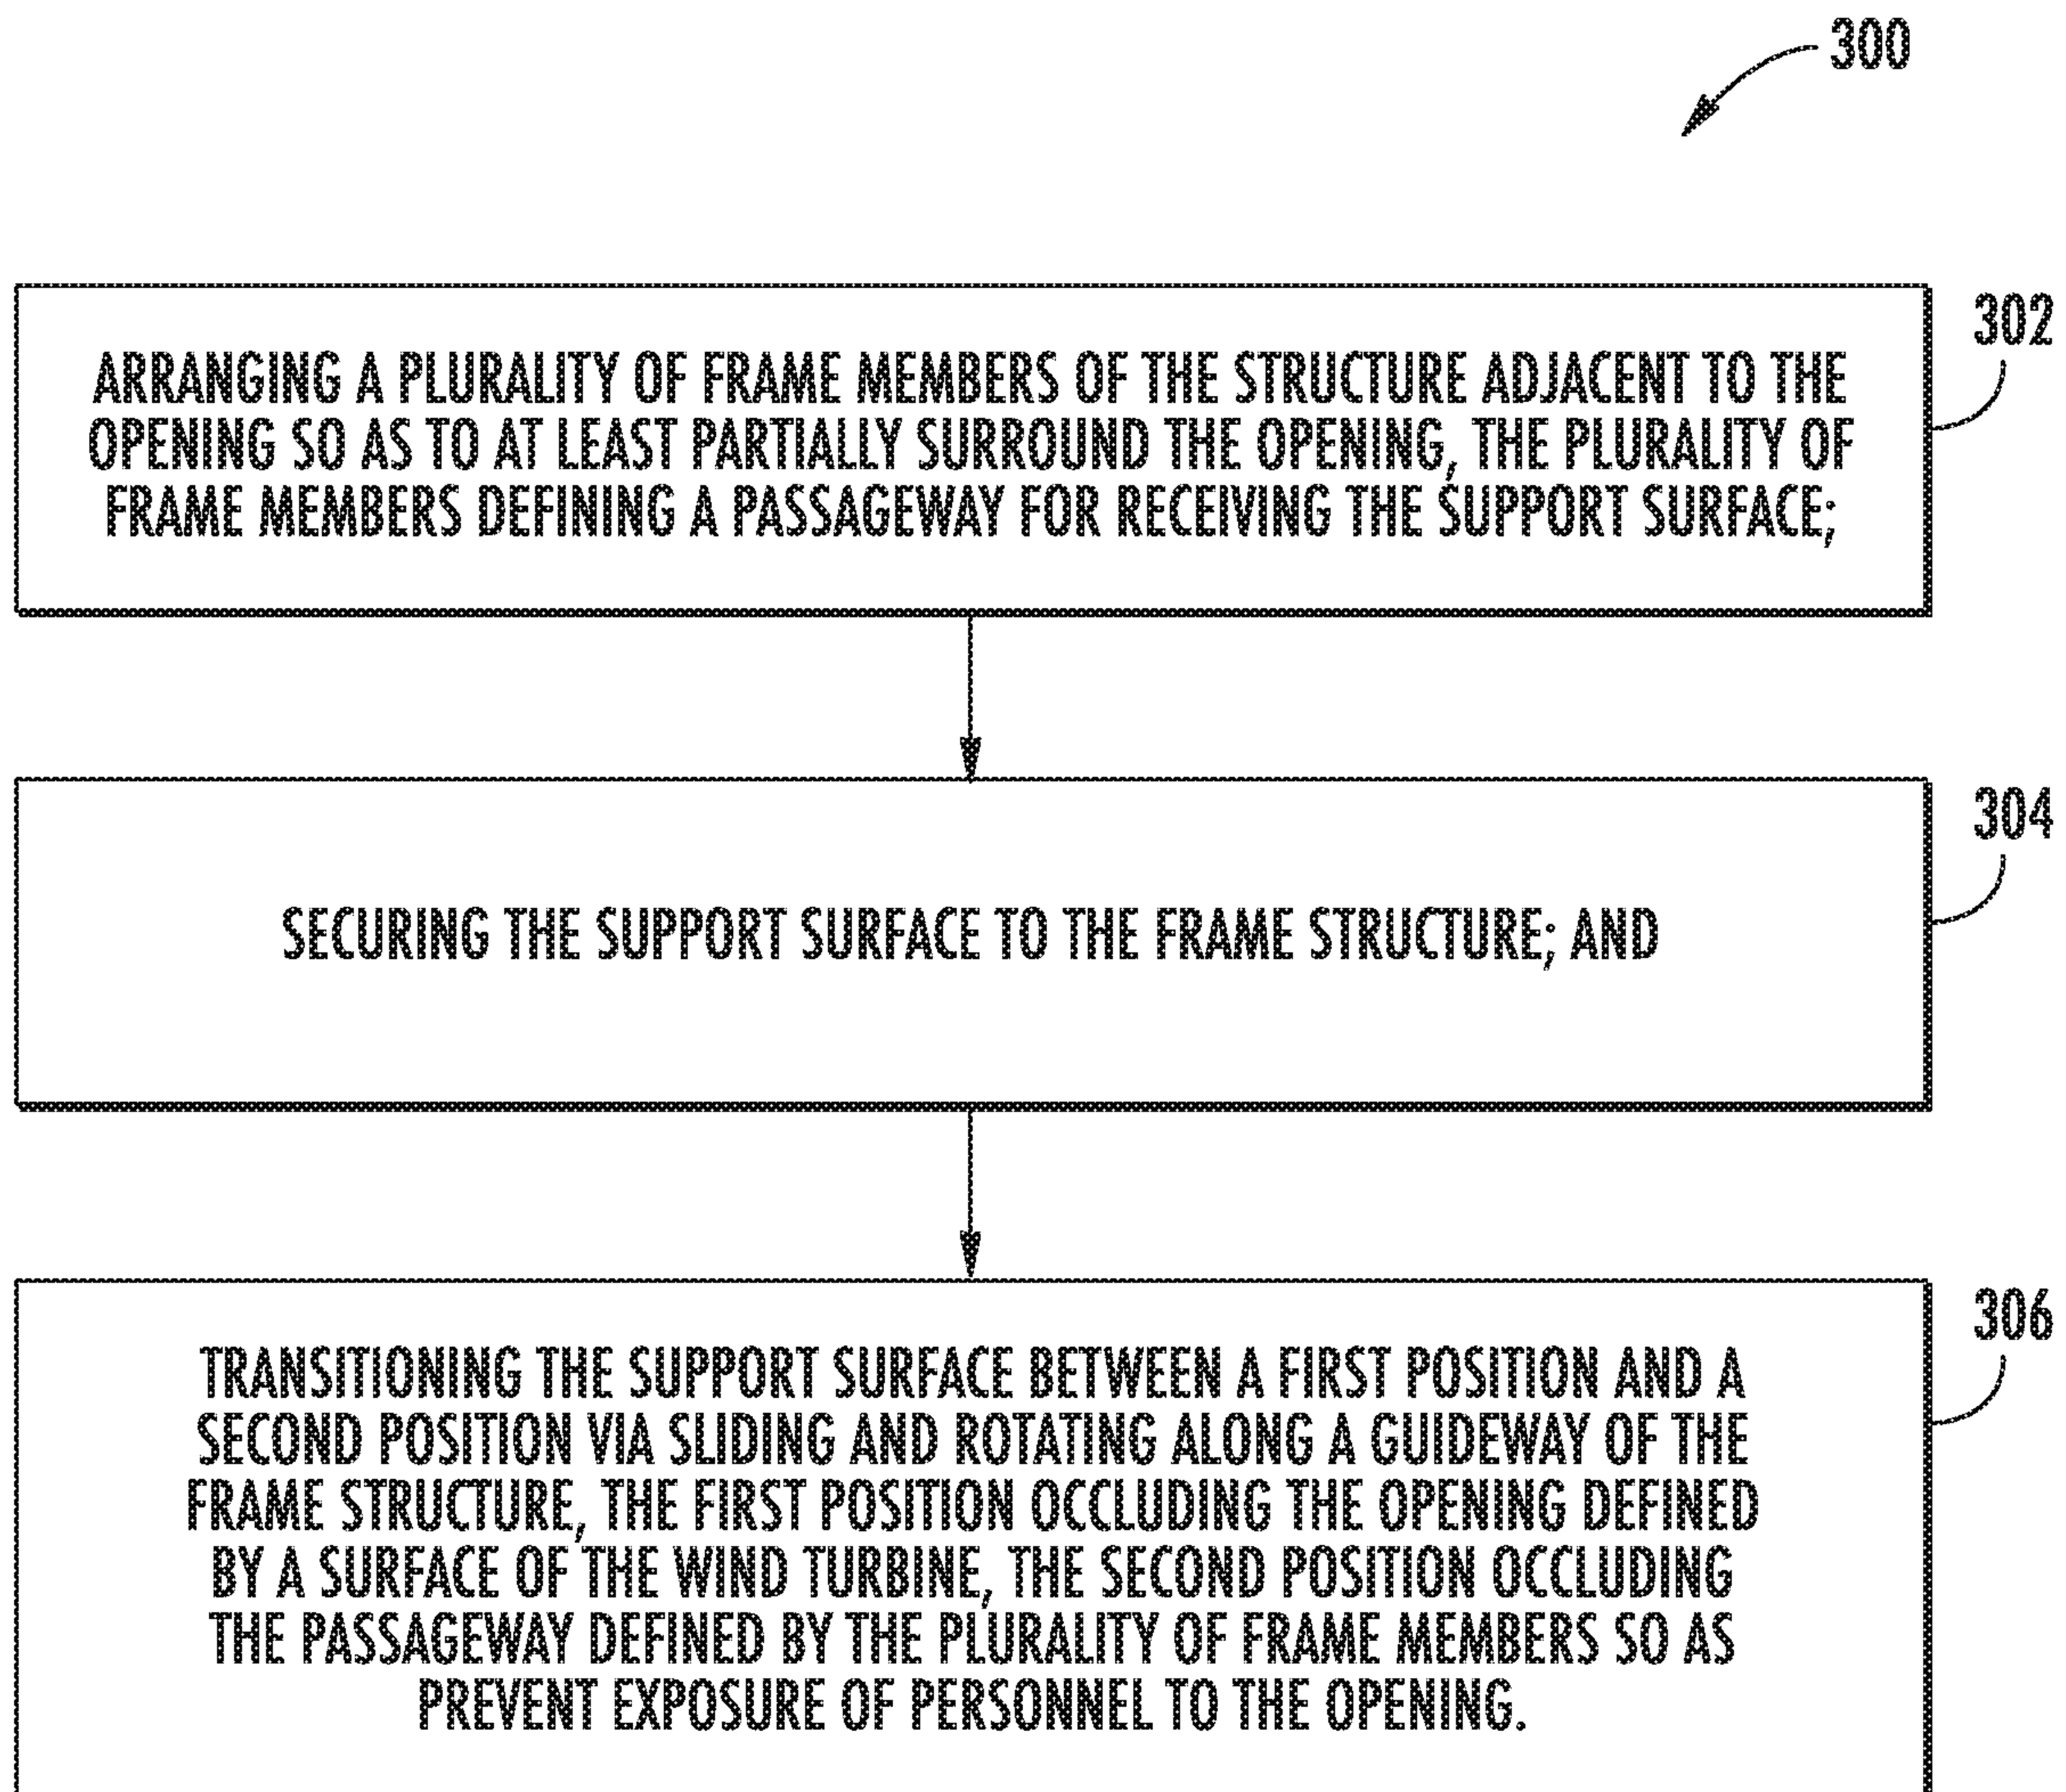 300
302
ARRANGING A PLURALITY OF FRAME MEMBERS OF THE STRUCTURE ADJACENT TO THE
OPENING SO AS TO AT LEAST PARTIALLY SURROUND THE OPENING, THE PLURALITY OF
FRAME MEMBERS DEFINING A PASSAGEWAY FOR RECEIVING THE SUPPORT SURFACE;
304
SECURING THE SUPPORT SURFACE TO THE FRAME STRUCTURE; AND
306
TRANSITIONING THE SUPPORT SURFACE BETWEEN A FIRST POSITION AND A
SECOND POSITION VIA SLIDING AND ROTATING ALONG A GUIDEWAY OF THE
FRAME STRUCTURE, THE FIRST POSITION OCCLUDING THE OPENING DEFINED
BY A SURFACE OF THE WIND TURBINE, THE SECOND POSITION OCCLUDING
THE PASSAGEWAY DEFINED BY THE PLURALITY OF FRAME MEMBERS SO AS
PREVENT EXPOSURE OF PERSONNEL TO THE OPENING.